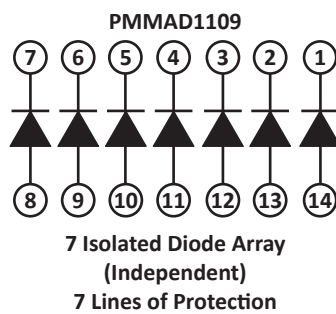 PMMAD1109
7 6 5 4 3 2 1
8 9 10 11 12 13 14
7 Isolated Diode Array
(Independent)
7 Lines of Protection